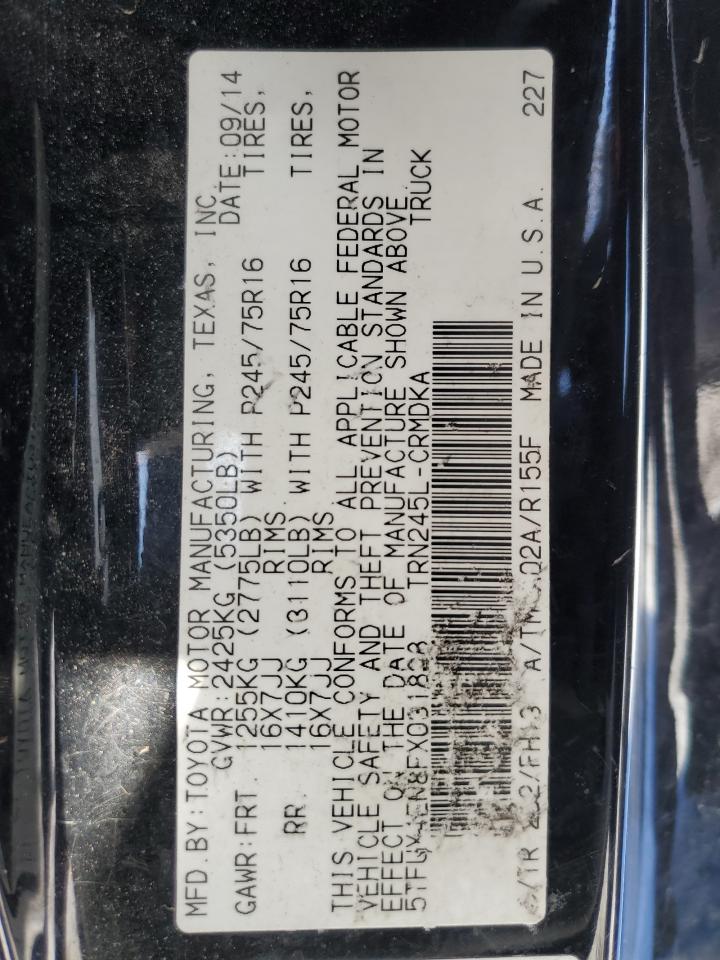 MFD.BY:TOYOTA MOTOR MANUFACTURING, TEXAS, INC.
GVWR:2425KG (5350LB) DATE:09/14
GAWR:FRT 1255KG (2775LB) WITH P245/75R16 TIRES,
16X7JJ RIMS
RR 1410KG (3110LB) WITH P245/75R16 TIRES,
16X7JJ RIMS
THIS VEHICLE CONFORMS TO ALL APPLICABLE FEDERAL MOTOR
VEHICLE SAFETY AND THEFT PREVENTION STANDARDS IN
EFFECT ON THE DATE OF MANUFACTURE SHOWN ABOVE.
TRN245L-CRMDKA TRUCK
02A/R155F MADE IN U.S.A. 227